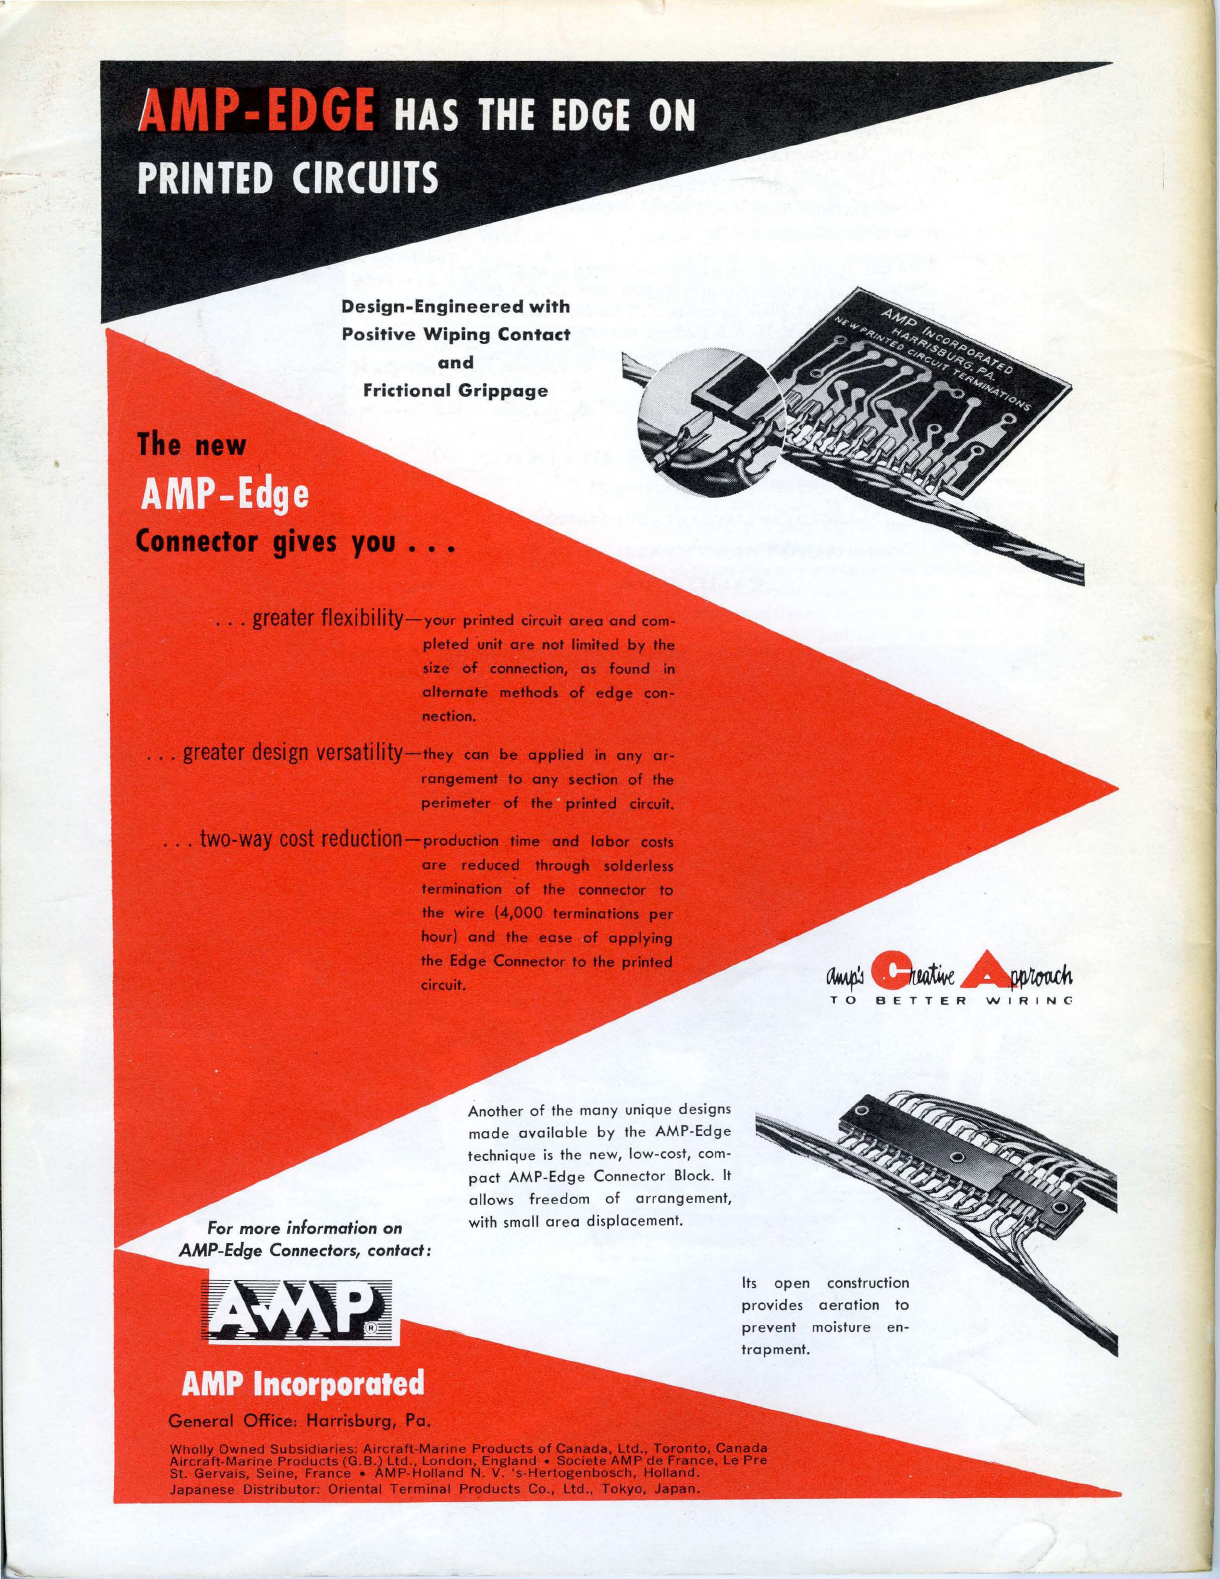 AMP-EDGE HAS THE EDGE ON
PRINTED CIRCUITS
Design-Engineered with
Positive Wiping Contact
and
Frictional Grippage
AMP INCORPORATED
HARRISBURG, PA.
NEW PRINTED CIRCUIT TERMINATIONS
The new
AMP-Edge
Connector gives you . . .
. . . greater flexibility—your printed circuit area and com-
pleted unit are not limited by the
size of connection, as found in
alternate methods of edge con-
nection.
. . . greater design versatility—they can be applied in any ar-
rangement to any section of the
perimeter of the printed circuit.
. . . two-way cost reduction—production time and labor costs
are reduced through solderless
termination of the connector to
the wire (4,000 terminations per
hour) and the ease of applying
the Edge Connector to the printed
circuit.
Amp's Creative Approach
TO BETTER WIRING
Another of the many unique designs
made available by the AMP-Edge
technique is the new, low-cost, com-
pact AMP-Edge Connector Block. It
allows freedom of arrangement,
with small area displacement.
Its open construction
provides aeration to
prevent moisture en-
trapment.
For more information on
AMP-Edge Connectors, contact:
AMP®
AMP Incorporated
General Office: Harrisburg, Pa.
Wholly Owned Subsidiaries: Aircraft-Marine Products of Canada, Ltd., Toronto, Canada
Aircraft-Marine Products (G.B.) Ltd., London, England • Societe AMP de France, Le Pre
St. Gervais, Seine, France • AMP-Holland N. V. 's-Hertogenbosch, Holland.
Japanese Distributor: Oriental Terminal Products Co., Ltd., Tokyo, Japan.